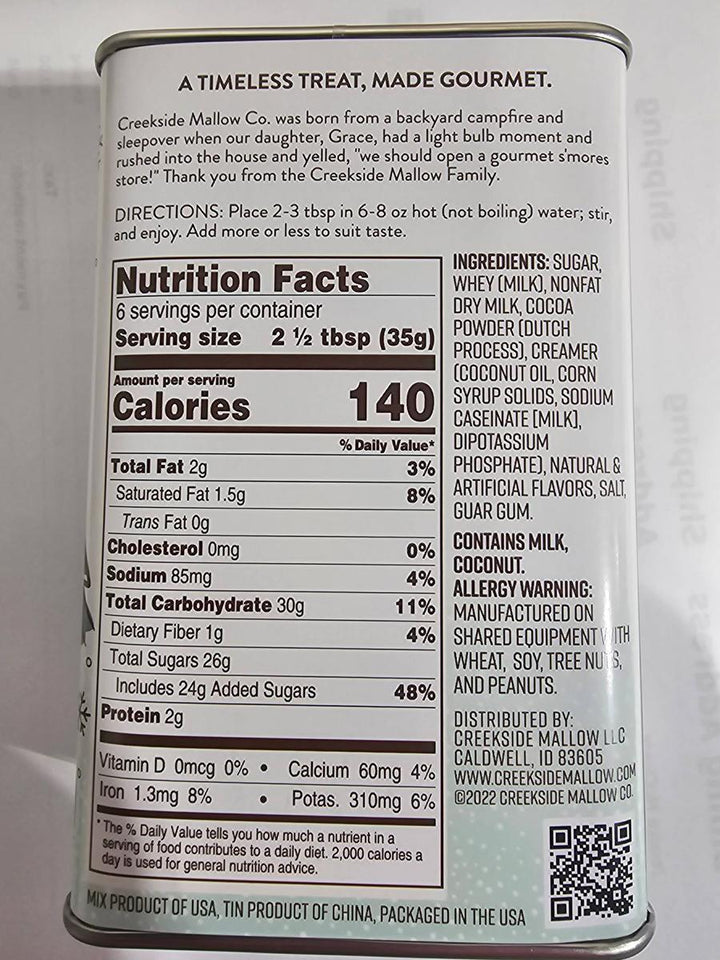 A TIMELESS TREAT, MADE GOURMET.
Creekside Mallow Co. was born from a backyard campfire and
sleepover when our daughter, Grace, had a light bulb moment and
rushed into the house and yelled, "we should open a gourmet s'mores
store!" Thank you from the Creekside Mallow Family.
DIRECTIONS: Place 2-3 tbsp in 6-8 oz hot (not boiling) water; stir,
and enjoy. Add more or less to suit taste.
Nutrition Facts
6 servings per container
Serving size 2 ½ tbsp (35g)
Amount per serving
Calories 140
% Daily Value*
Total Fat 2g 3%
Saturated Fat 1.5g 8%
Trans Fat 0g
Cholesterol 0mg 0%
Sodium 85mg 4%
Total Carbohydrate 30g 11%
Dietary Fiber 1g 4%
Total Sugars 26g
Includes 24g Added Sugars 48%
Protein 2g
Vitamin D 0mcg 0% • Calcium 60mg 4%
Iron 1.3mg 8% • Potas. 310mg 6%
* The % Daily Value tells you how much a nutrient in a
serving of food contributes to a daily diet. 2,000 calories a
day is used for general nutrition advice.
INGREDIENTS: SUGAR,
WHEY (MILK), NONFAT
DRY MILK, COCOA
POWDER (DUTCH
PROCESS), CREAMER
(COCONUT OIL, CORN
SYRUP SOLIDS, SODIUM
CASEINATE [MILK],
DIPOTASSIUM
PHOSPHATE), NATURAL &
ARTIFICIAL FLAVORS, SALT,
GUAR GUM.
CONTAINS MILK,
COCONUT.
ALLERGY WARNING:
MANUFACTURED ON
SHARED EQUIPMENT WITH
WHEAT, SOY, TREE NUTS,
AND PEANUTS.
DISTRIBUTED BY:
CREEKSIDE MALLOW LLC
CALDWELL, ID 83605
WWW.CREEKSIDEMALLOW.COM
©2022 CREEKSIDE MALLOW CO.
MIX PRODUCT OF USA, TIN PRODUCT OF CHINA, PACKAGED IN THE USA